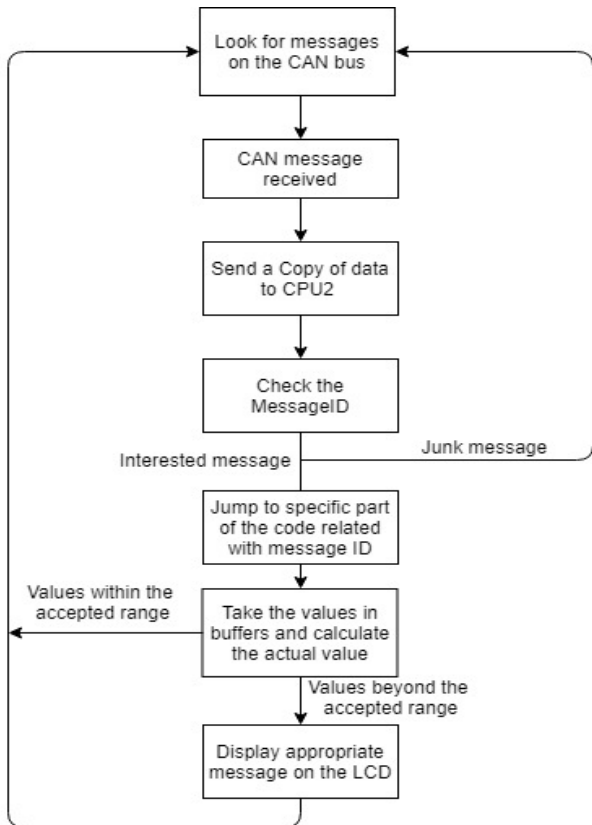 Look for messages
on the CAN bus
CAN message
received
Send a Copy of data
to CPU2
Check the
MessageID
Junk message
Interested message
Jump to specific part
of the code related
with message ID
Values within the
accepted range
Take the values in
buffers and calculate
the actual value
Values beyond the
accepted range
Display appropriate
message on the LCD